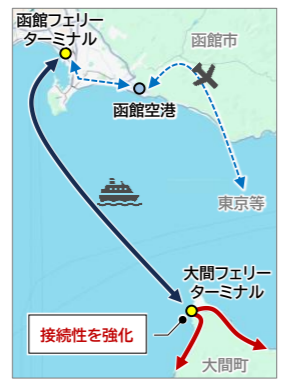 函館フェリー
ターミナル
函館市
函館空港
東京等
大間フェリー
ターミナル
接続性を強化
大間町